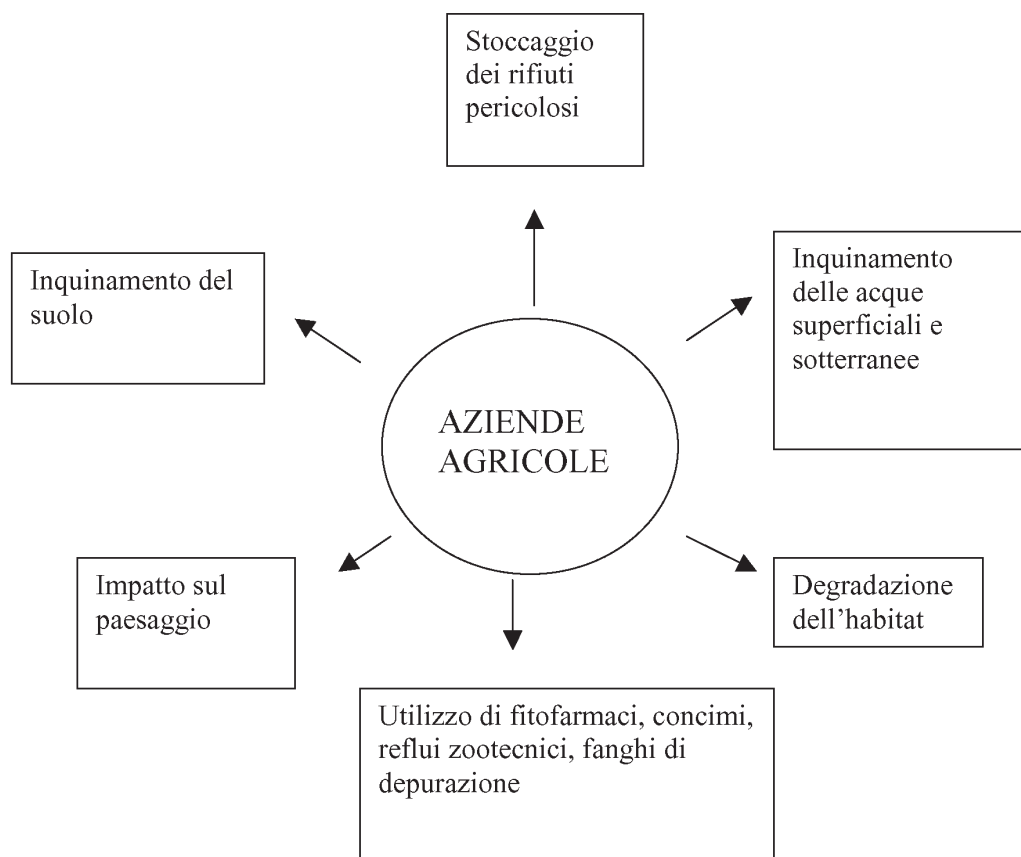 Stoccaggio
dei rifiuti
pericolosi
Inquinamento del
suolo
Inquinamento
delle acque
superficiali e
sotterranee
AZIENDE
AGRICOLE
Impatto sul
paesaggio
Degradazione
dell’habitat
Utilizzo di fitofarmaci, concimi,
reflui zootecnici, fanghi di
depurazione